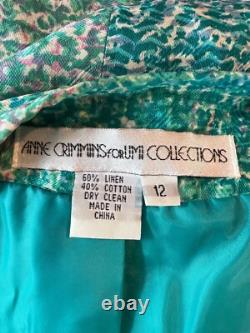 ANNE CRIMMINS FOR UMI COLLECTIONS
60% LINEN
40% COTTON
DRY CLEAN
MADE IN
CHINA
12